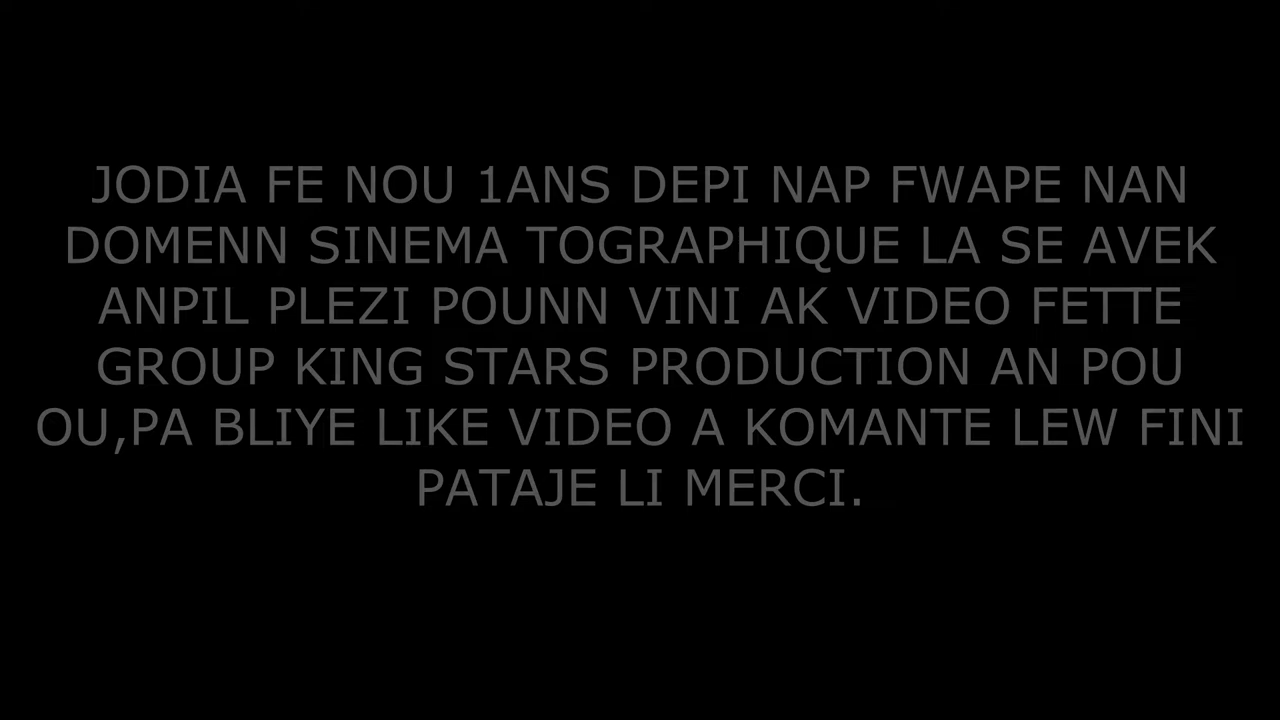 JODIA FE NOU 1ANS DEPI NAP FWAPE NAN
DOMENN SINEMA TOGRAPHIQUE LA SE AVEK
ANPIL PLEZI POUNN VINI AK VIDEO FETTE
GROUP KING STARS PRODUCTION AN POU
OU,PA BLIYE LIKE VIDEO A KOMANTE LEW FINI
PATAJE LI MERCI.